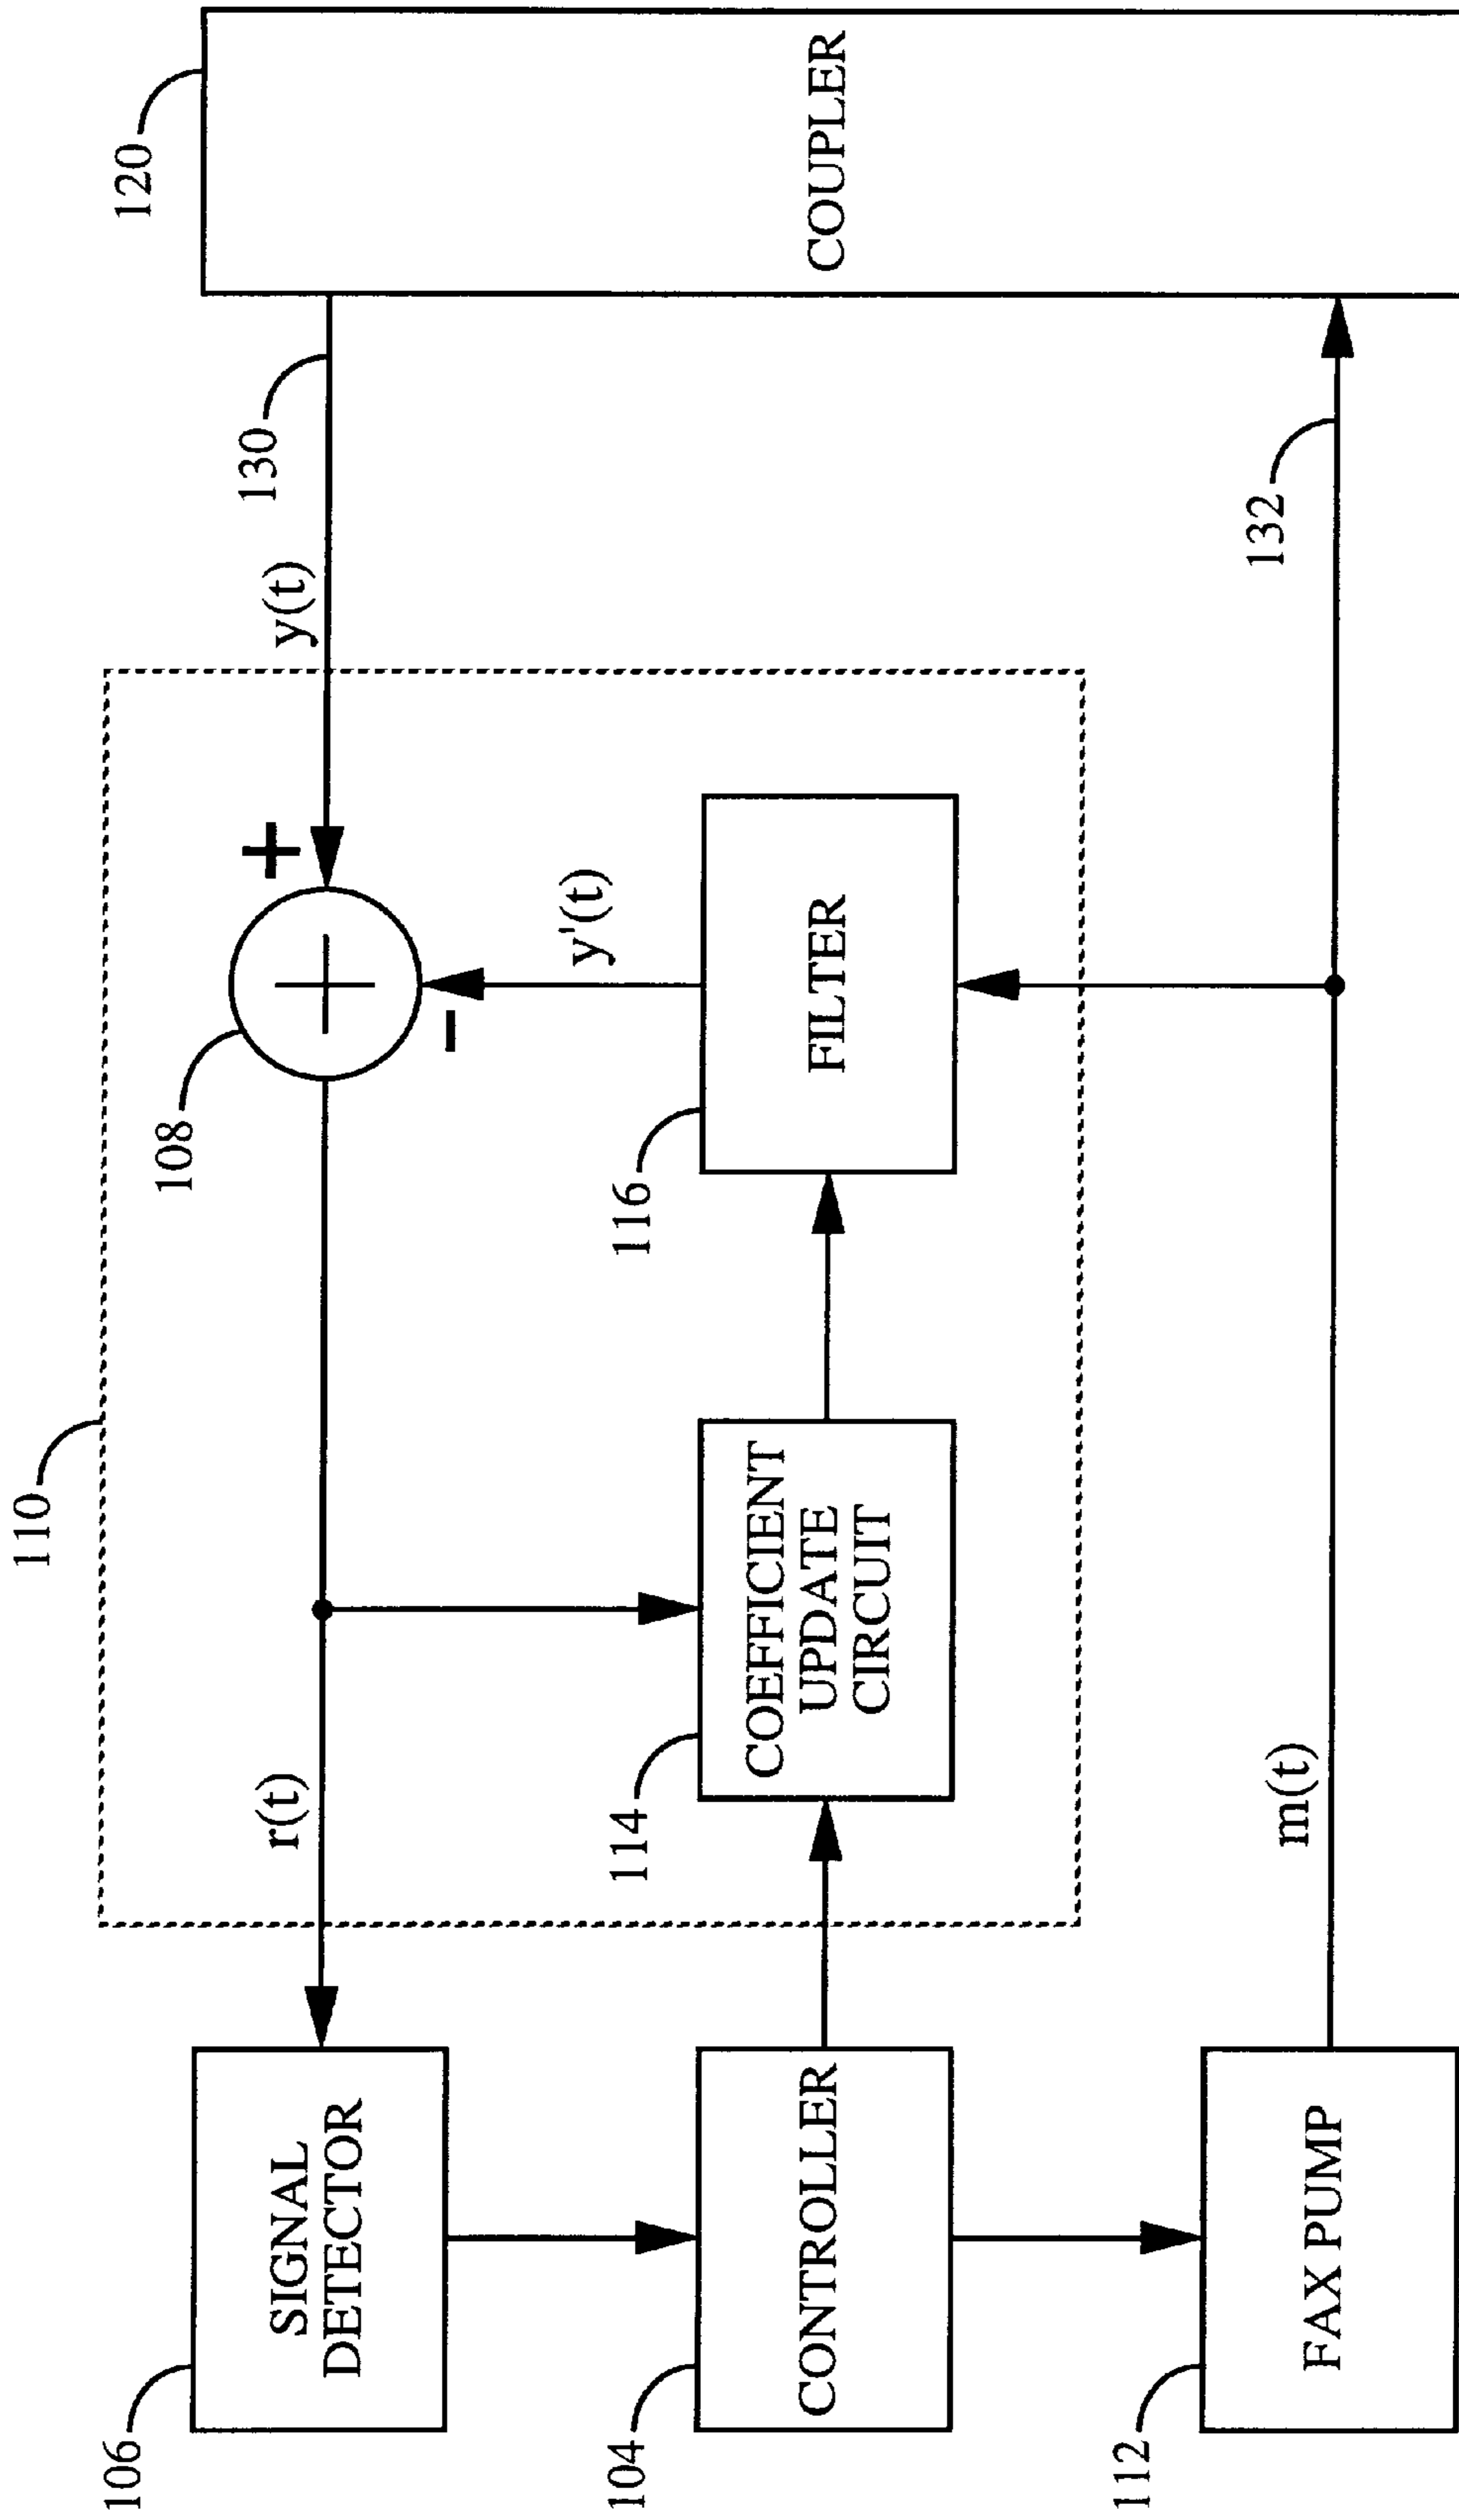 110
120
106
SIGNAL
DETECTOR
r(t)
108
+
-
y(t)
130
104
CONTROLLER
114
COEFFICIENT
UPDATE
CIRCUIT
116
FILTER
y'(t)
COUPLER
112
FAX PUMP
m(t)
132